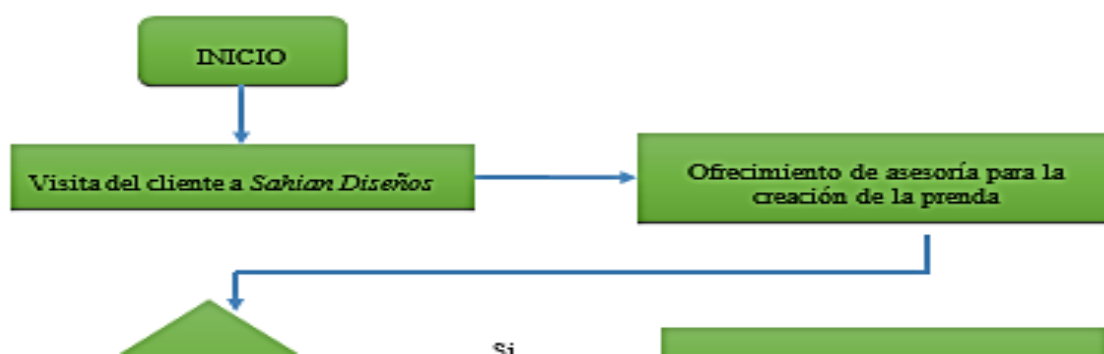 INICIO
Visita del cliente a Sahian Diseños
Ofrecimiento de asesoría para la
creación de la prenda
Si